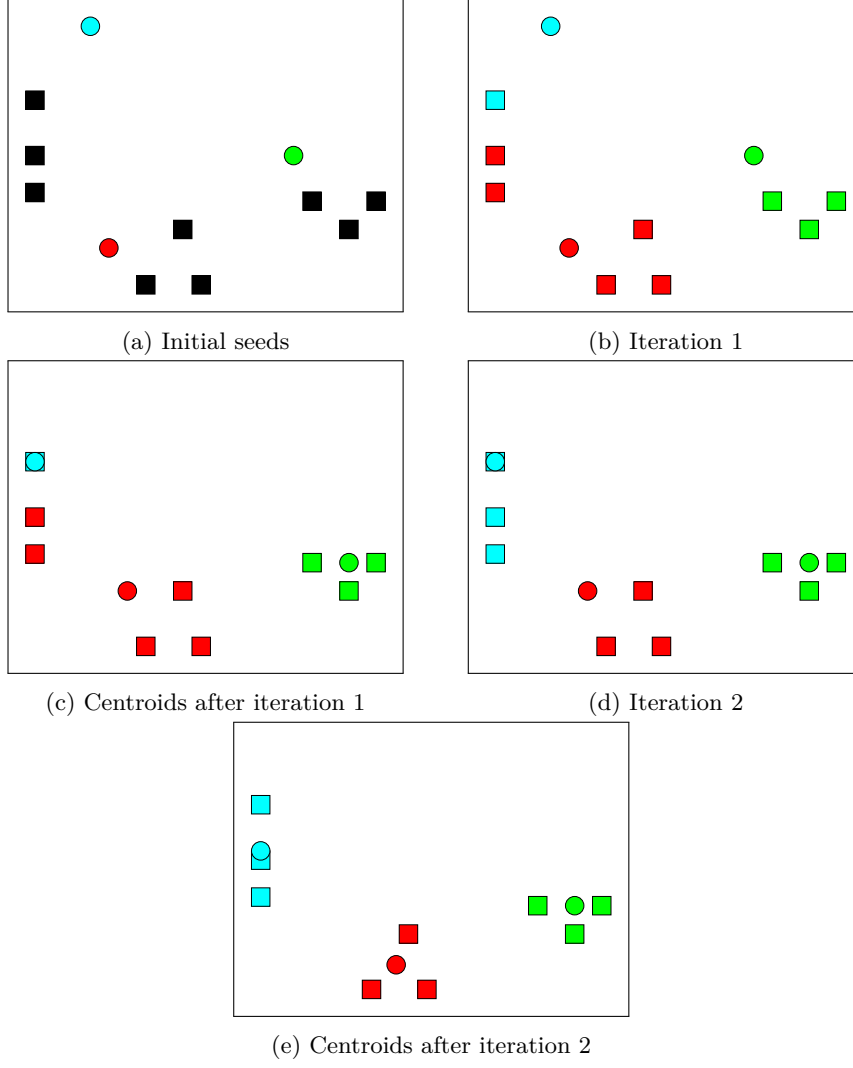 (a) Initial seeds
(b) Iteration 1
(c) Centroids after iteration 1
(d) Iteration 2
(e) Centroids after iteration 2